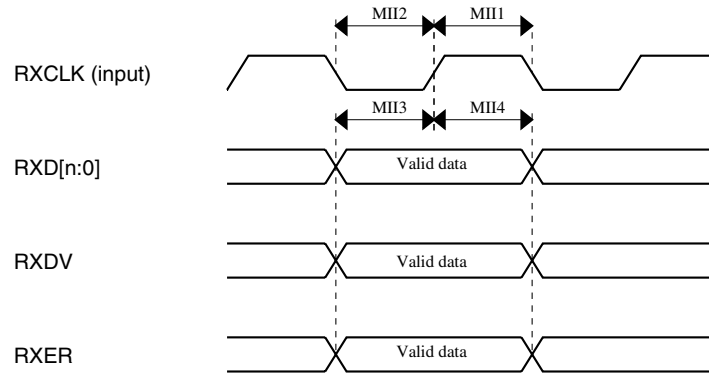 MII2 MII1
RXCLK (input)
MII3 MII4
RXD[n:0] Valid data
RXDV Valid data
RXER Valid data